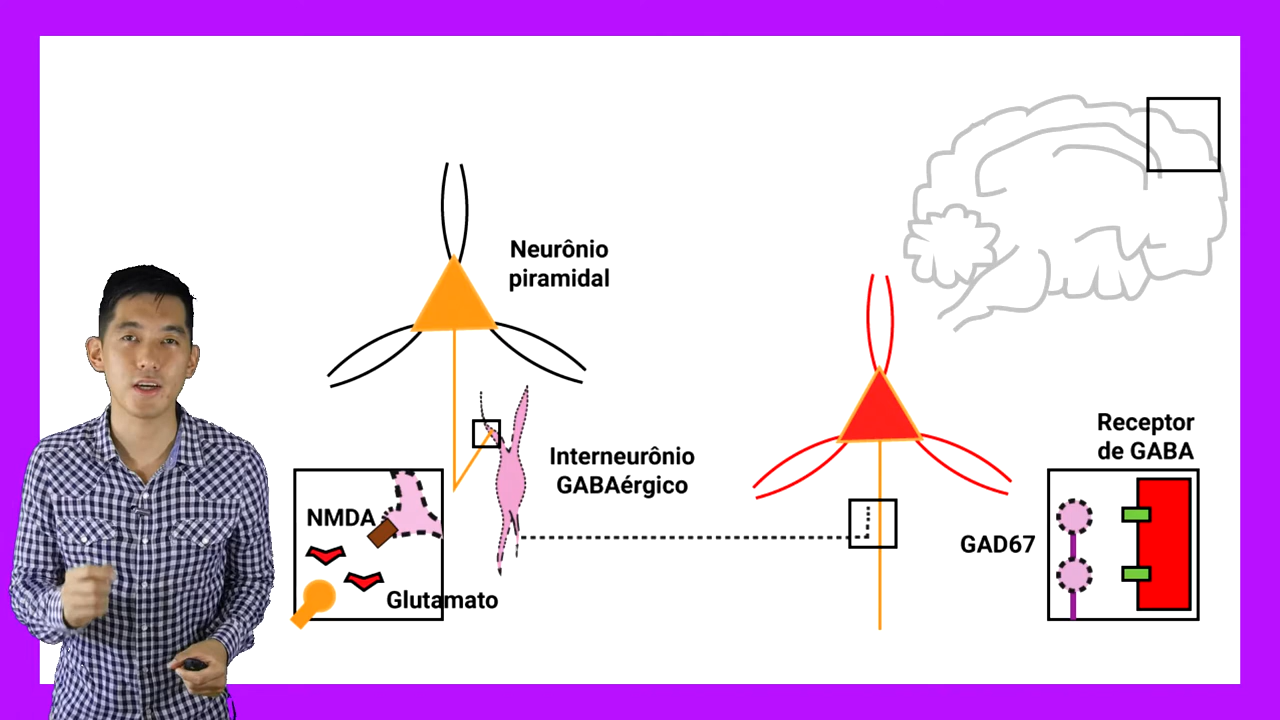 Neurônio
piramidal
Interneurônio
GABAérgico
NMDA
Glutamato
Receptor
de GABA
GAD67